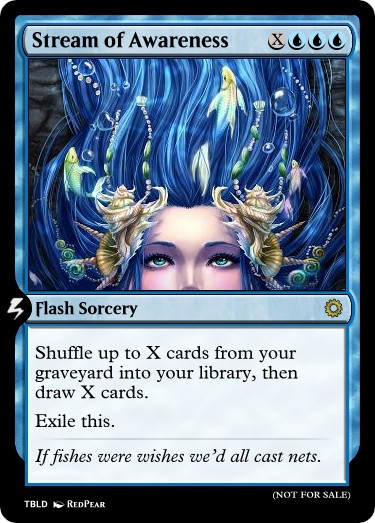 Stream of Awareness X
Flash Sorcery
Shuffle up to X cards from your
graveyard into your library, then
draw X cards.
Exile this.
If fishes were wishes we'd all cast nets.
(NOT FOR SALE)
TBLD RedPear